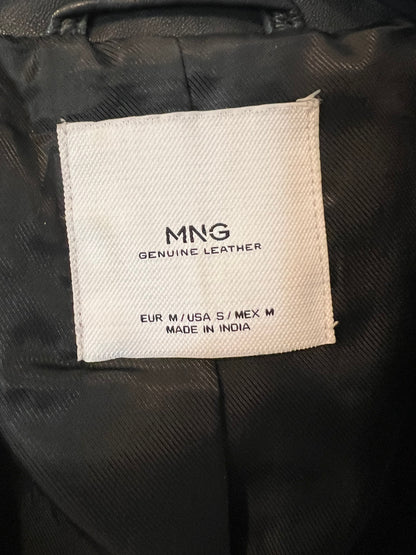 MNG
GENUINE LEATHER
EUR M / USA S / MEX M
MADE IN INDIA